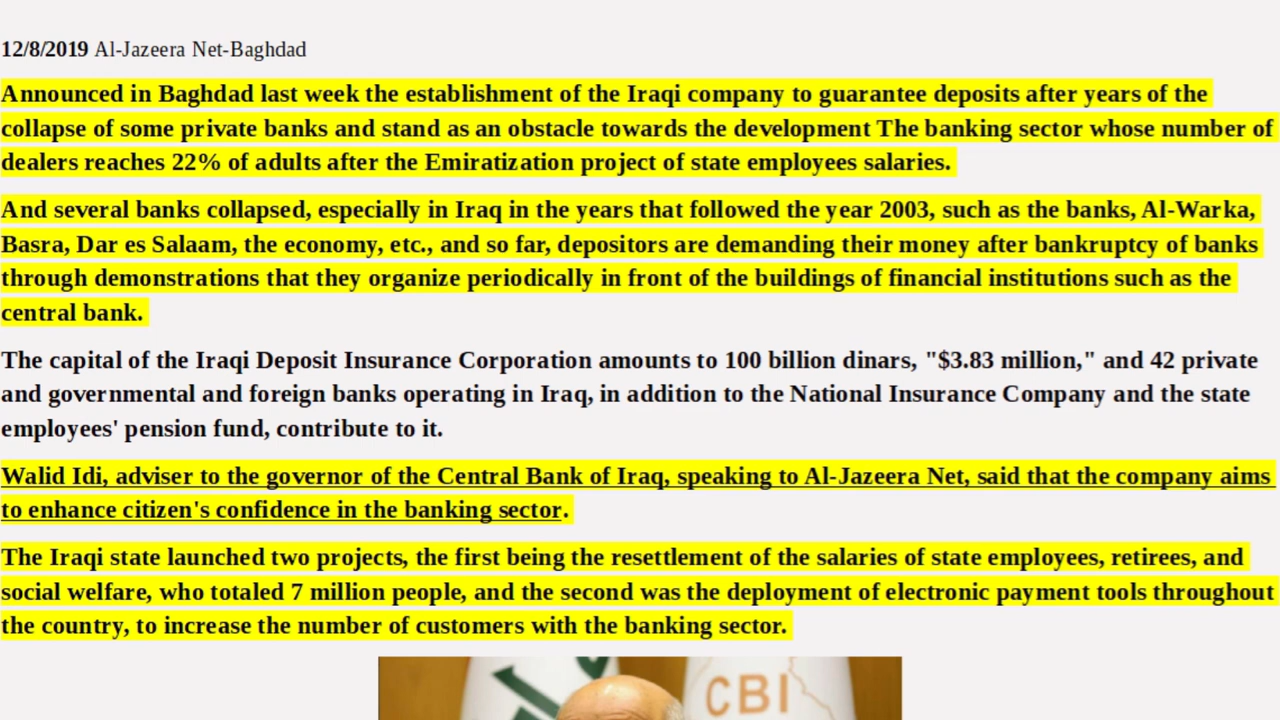 12/8/2019 Al-Jazeera Net-Baghdad
Announced in Baghdad last week the establishment of the Iraqi company to guarantee deposits after years of the
collapse of some private banks and stand as an obstacle towards the development The banking sector whose number of
dealers reaches 22% of adults after the Emiratization project of state employees salaries.
And several banks collapsed, especially in Iraq in the years that followed the year 2003, such as the banks, Al-Warka,
Basra, Dar es Salaam, the economy, etc., and so far, depositors are demanding their money after bankruptcy of banks
through demonstrations that they organize periodically in front of the buildings of financial institutions such as the
central bank.
The capital of the Iraqi Deposit Insurance Corporation amounts to 100 billion dinars, "$3.83 million," and 42 private
and governmental and foreign banks operating in Iraq, in addition to the National Insurance Company and the state
employees' pension fund, contribute to it.
Walid Idi, adviser to the governor of the Central Bank of Iraq, speaking to Al-Jazeera Net, said that the company aims
to enhance citizen's confidence in the banking sector.
The Iraqi state launched two projects, the first being the resettlement of the salaries of state employees, retirees, and
social welfare, who totaled 7 million people, and the second was the deployment of electronic payment tools throughout
the country, to increase the number of customers with the banking sector.
CBI